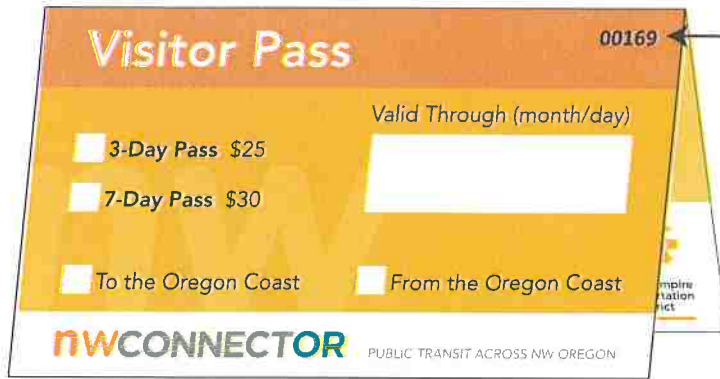 Visitor Pass
00169
Valid Through (month/day)
3-Day Pass $25
7-Day Pass $30
To the Oregon Coast
From the Oregon Coast
nwCONNECTOR
PUBLIC TRANSIT ACROSS NW OREGON